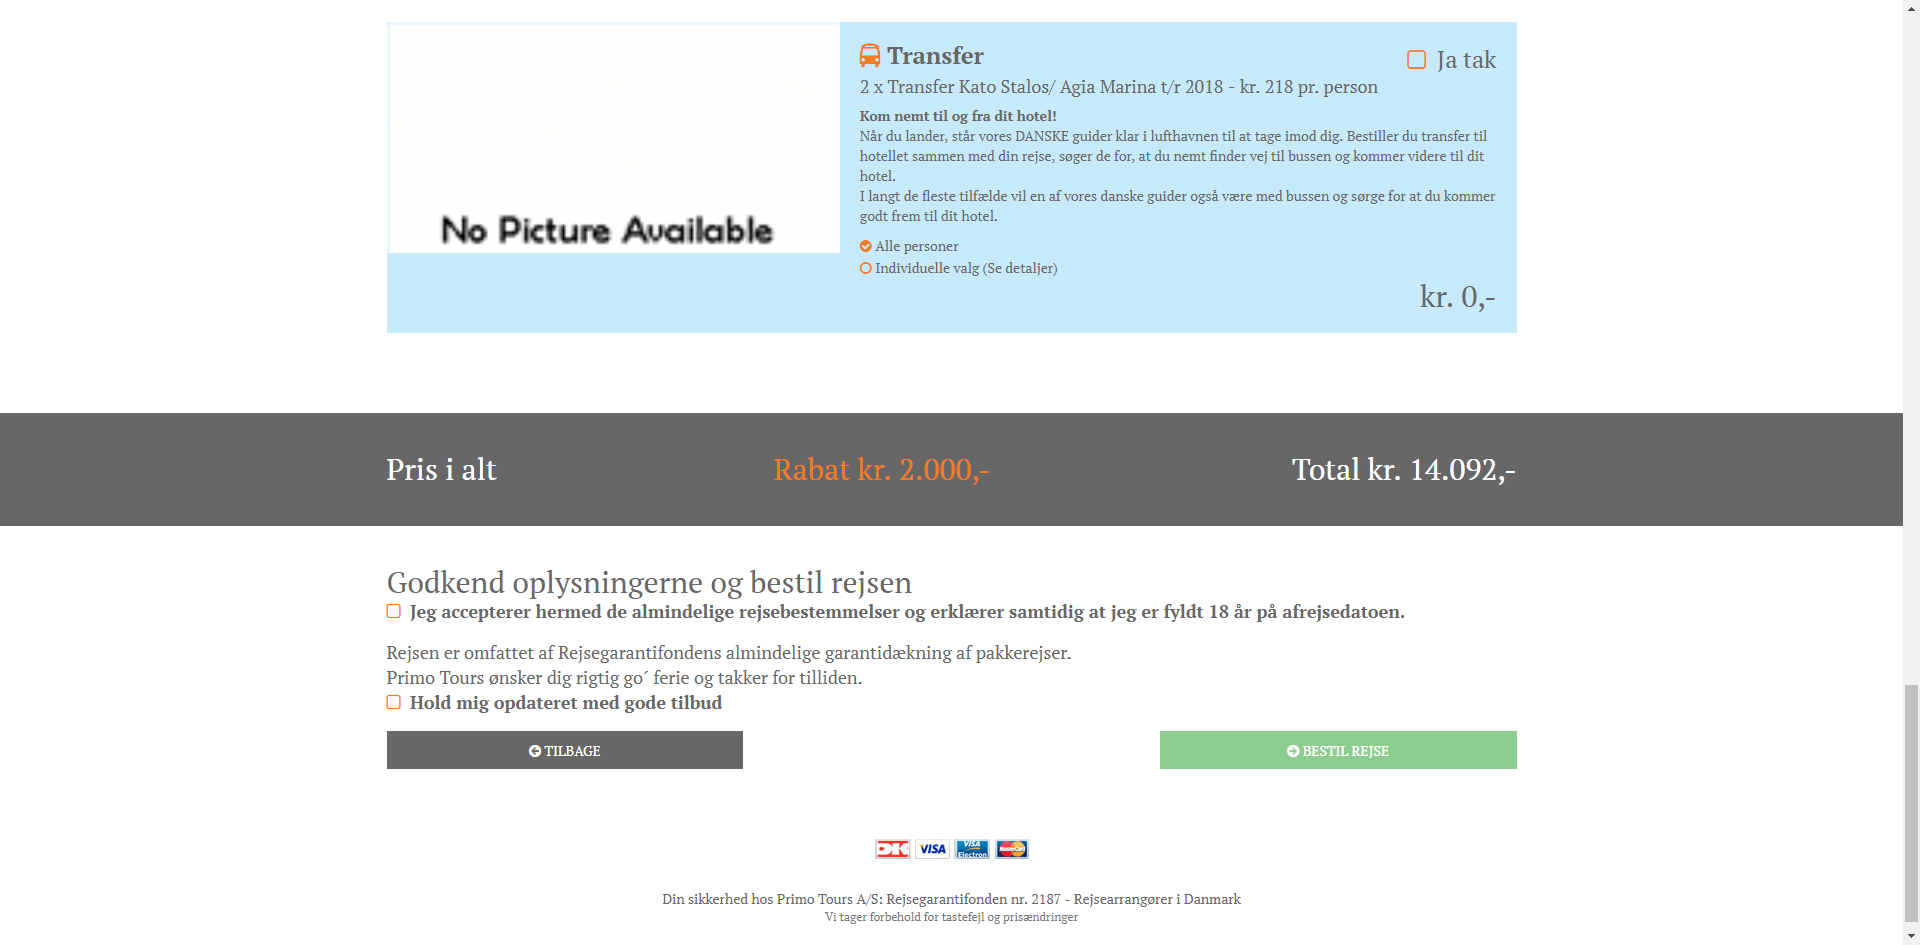 No Picture Available
Transfer
Ja tak
2 x Transfer Kato Stalos/ Agia Marina t/r 2018 - kr. 218 pr. person
Kom nemt til og fra dit hotel!
Når du lander, står vores DANSKE guider klar i lufthavnen til at tage imod dig. Bestiller du transfer til
hotellet sammen med din rejse, søger de for, at du nemt finder vej til bussen og kommer videre til dit
hotel.
I langt de fleste tilfælde vil en af vores danske guider også være med bussen og sørge for at du kommer
godt frem til dit hotel.
Alle personer
Individuelle valg (Se detaljer)
kr. 0,-
Pris i alt
Rabat kr. 2.000,-
Total kr. 14.092,-
Godkend oplysningerne og bestil rejsen
Jeg accepterer hermed de almindelige rejsebestemmelser og erklærer samtidig at jeg er fyldt 18 år på afrejsedatoen.
Rejsen er omfattet af Rejsegarantifondens almindelige garantidækning af pakkerejser.
Primo Tours ønsker dig rigtig go´ ferie og takker for tilliden.
Hold mig opdateret med gode tilbud
TILBAGE
BESTIL REJSE
DK
VISA
VISA
Electron
MasterCard
Din sikkerhed hos Primo Tours A/S: Rejsegarantifonden nr. 2187 - Rejsearrangører i Danmark
Vi tager forbehold for tastefejl og prisændringer